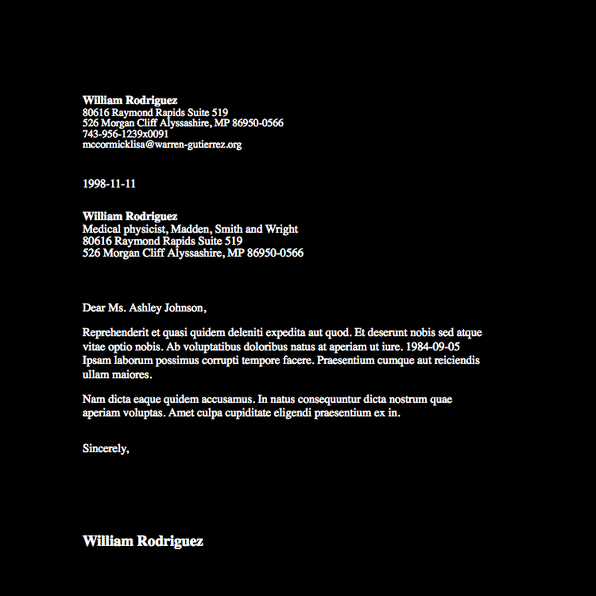 William Rodriguez
80616 Raymond Rapids Suite 519
526 Morgan Cliff Alyssashire, MP 86950-0566
743-956-1239x0091
mccormicklisa@warren-gutierrez.org
1998-11-11
William Rodriguez
Medical physicist, Madden, Smith and Wright
80616 Raymond Rapids Suite 519
526 Morgan Cliff Alyssashire, MP 86950-0566
Dear Ms. Ashley Johnson,
Reprehenderit et quasi quidem deleniti expedita aut quod. Et deserunt nobis sed atque
vitae optio nobis. Ab voluptatibus doloribus natus at aperiam ut iure. 1984-09-05
Ipsam laborum possimus corrupti tempore facere. Praesentium cumque aut reiciendis
ullam maiores.
Nam dicta eaque quidem accusamus. In natus consequuntur dicta nostrum quae
aperiam voluptas. Amet culpa cupiditate eligendi praesentium ex in.
Sincerely,
William Rodriguez